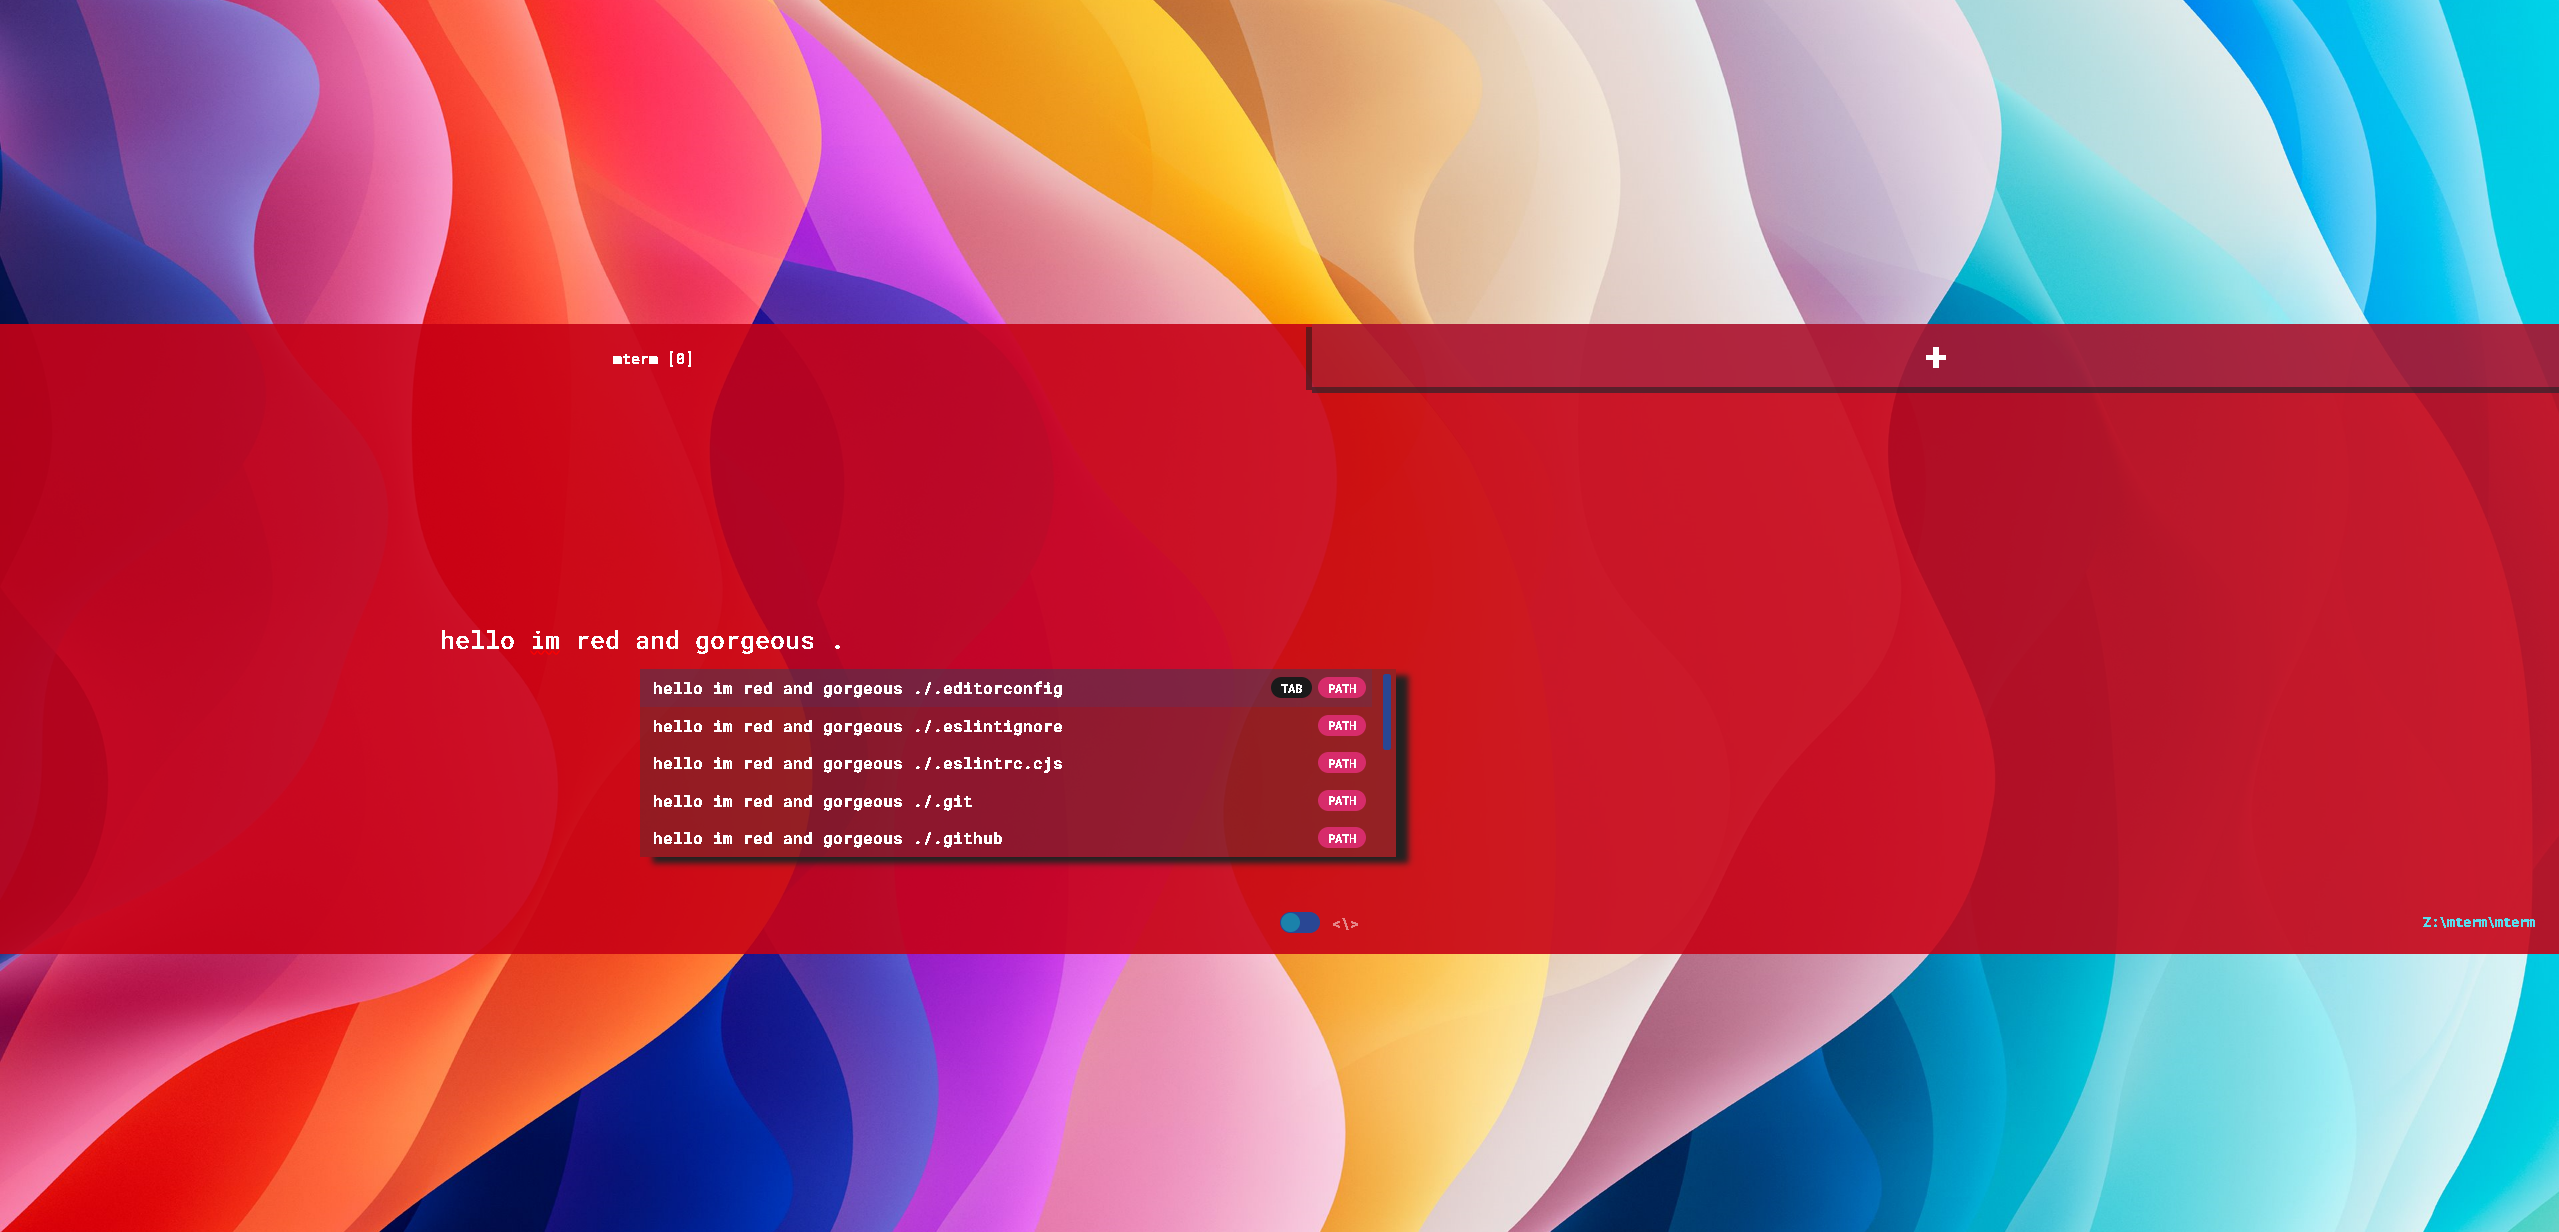 mterm [0]
+
hello im red and gorgeous .
hello im red and gorgeous ./.editorconfig TAB PATH
hello im red and gorgeous ./.eslintignore PATH
hello im red and gorgeous ./.eslintrc.cjs PATH
hello im red and gorgeous ./.git PATH
hello im red and gorgeous ./.github PATH
<\>
Z:\mterm\mterm